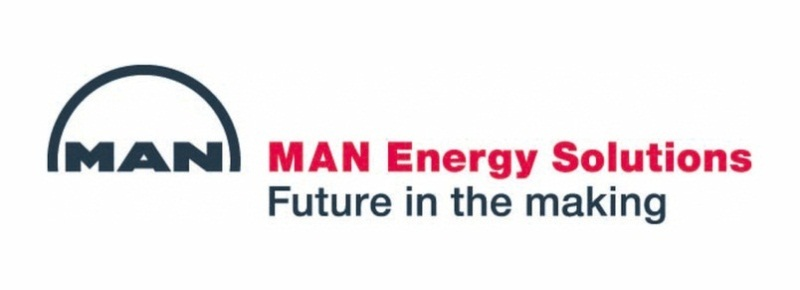 MAN
MAN Energy Solutions
Future in the making